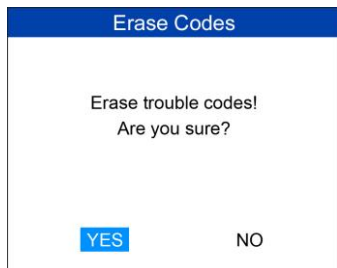 Erase Codes
Erase trouble codes!
Are you sure?
YES NO